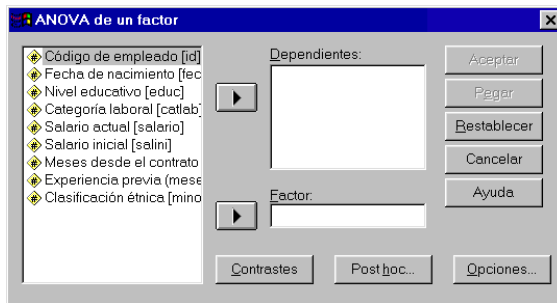 ANOVA de un factor
Código de empleado [id]
Fecha de nacimiento [fec
Nivel educativo [educ]
Categoría laboral [catlab]
Salario actual [salario]
Salario inicial [salini]
Meses desde el contrato
Experiencia previa (mese
Clasificación étnica [mino
Dependientes:
Factor:
Aceptar
Pegar
Restablecer
Cancelar
Ayuda
Contrastes
Post hoc...
Opciones...